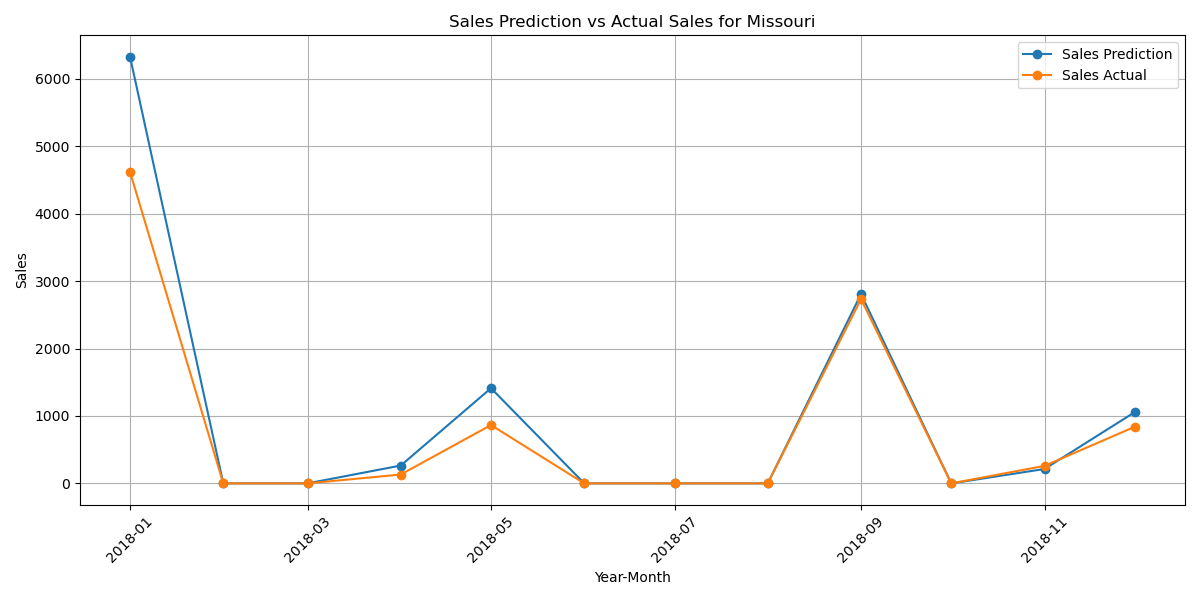 Sales Prediction vs Actual Sales for Missouri
Sales Prediction
Sales Actual
Sales
6000
5000
4000
3000
2000
1000
0
2018-01
2018-03
2018-05
2018-07
2018-09
2018-11
Year-Month